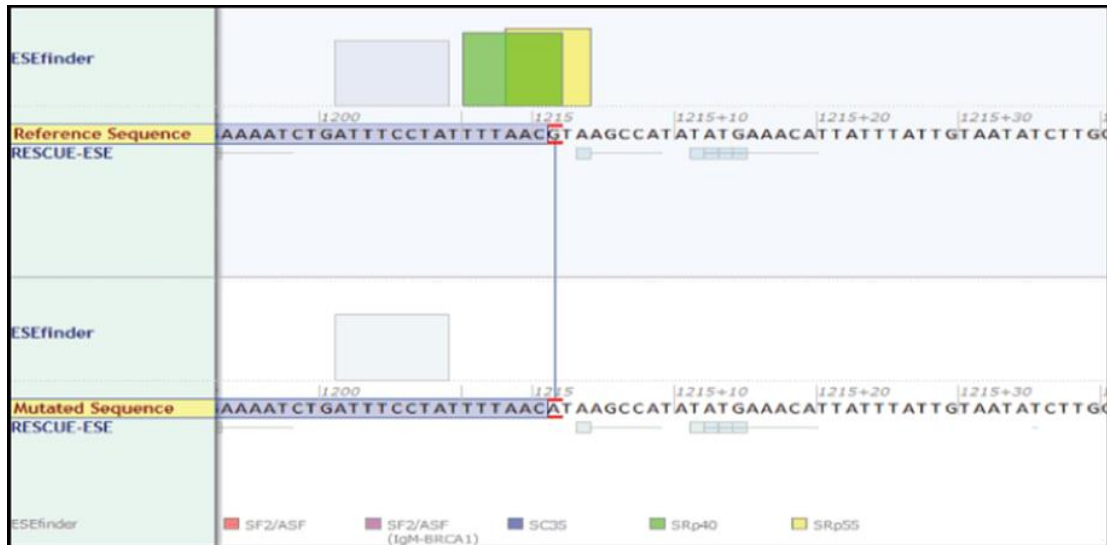 ESEfinder
1200 1215 1215+10 1215+20 1215+30
Reference Sequence AAAATCTGATTTCCTATTTTAACGTAAGCCATATATGAAACATTATTTATTGTAATATCTTG
RESCUE-ESE
ESEfinder
1200 1215 1215+10 1215+20 1215+30
Mutated Sequence AAAATCTGATTTCCTATTTTAACATAAGCCATATATGAAACATTATTTATTGTAATATCTTG
RESCUE-ESE
ESEfinder SF2/ASF SF2/ASF SC35 SRp40 SRp55
(IgM-BRCA1)